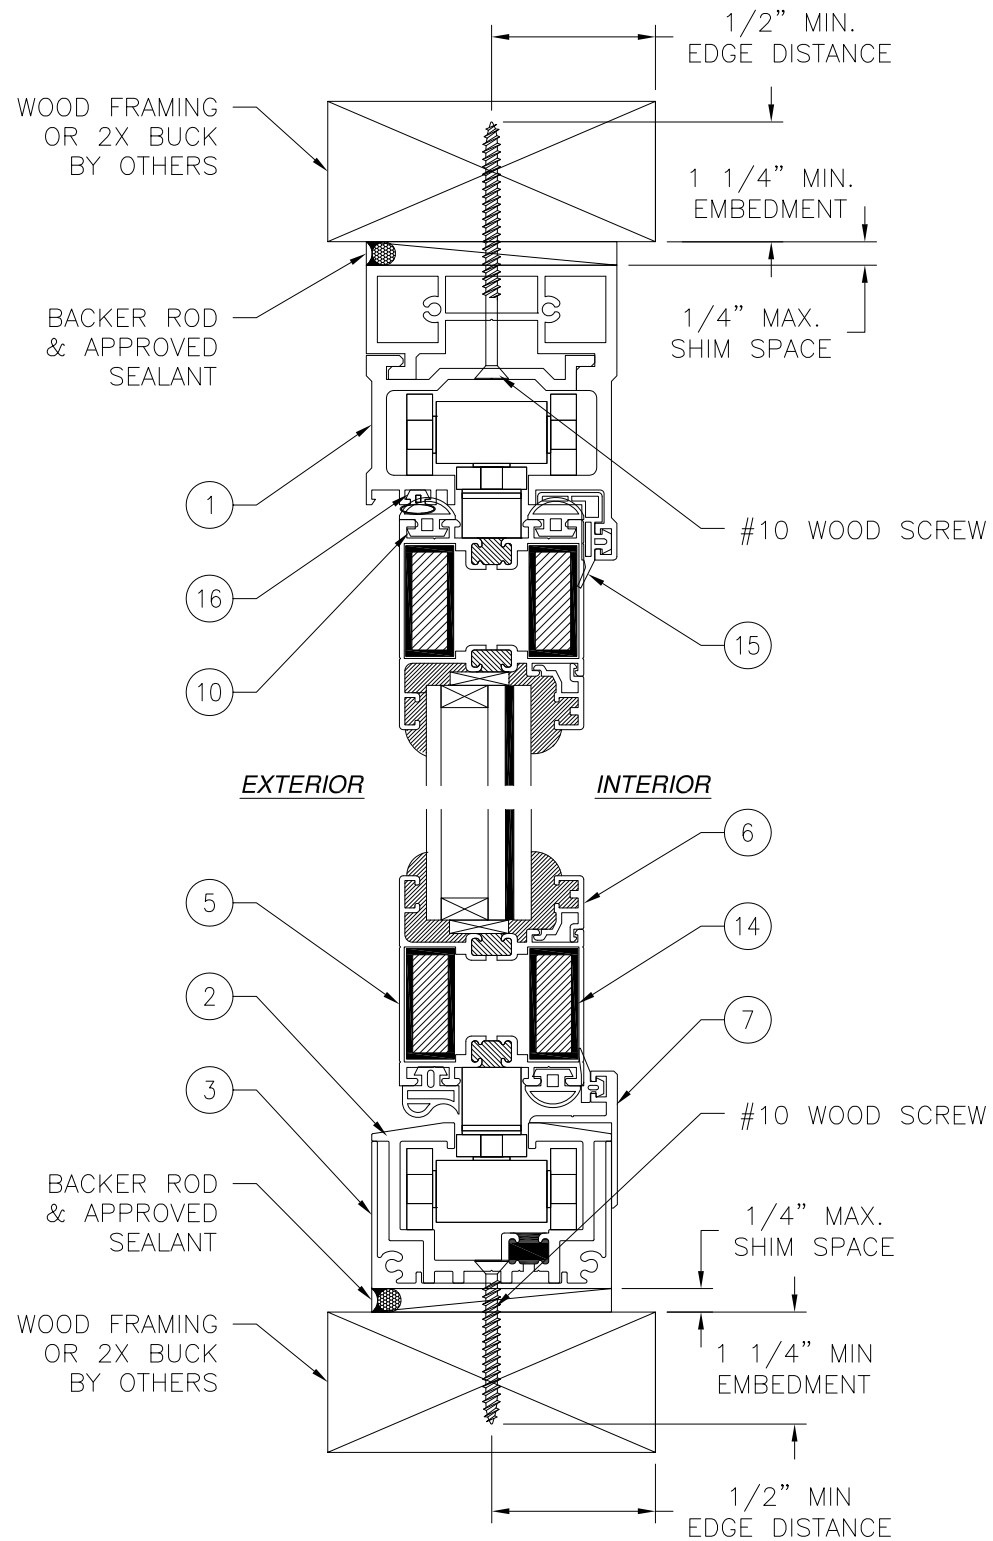 1/2” MIN.
EDGE DISTANCE
WOOD FRAMING
OR 2X BUCK
BY OTHERS
1 1/4” MIN.
EMBEDMENT
BACKER ROD
& APPROVED
SEALANT
1/4” MAX.
SHIM SPACE
1
#10 WOOD SCREW
16
15
10
EXTERIOR
INTERIOR
6
5
14
2
7
3
#10 WOOD SCREW
BACKER ROD
& APPROVED
SEALANT
1/4” MAX.
SHIM SPACE
WOOD FRAMING
OR 2X BUCK
BY OTHERS
1 1/4” MIN
EMBEDMENT
1/2” MIN
EDGE DISTANCE